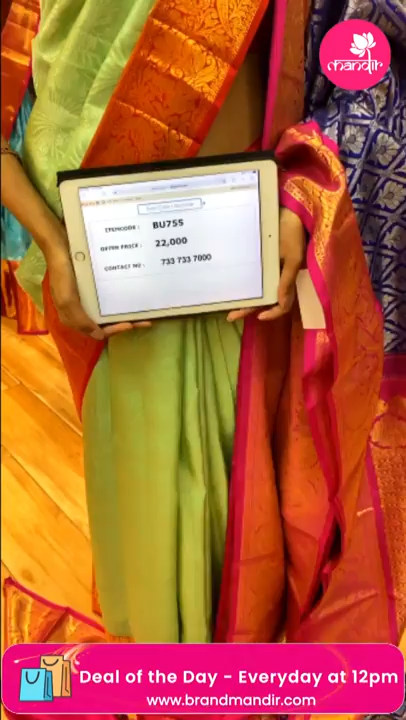 mandir
ITEMCODE : BU755
OFFER PRICE : 22,000
CONTACT NO : 733 733 7000
Deal of the Day - Everyday at 12pm
www.brandmandir.com